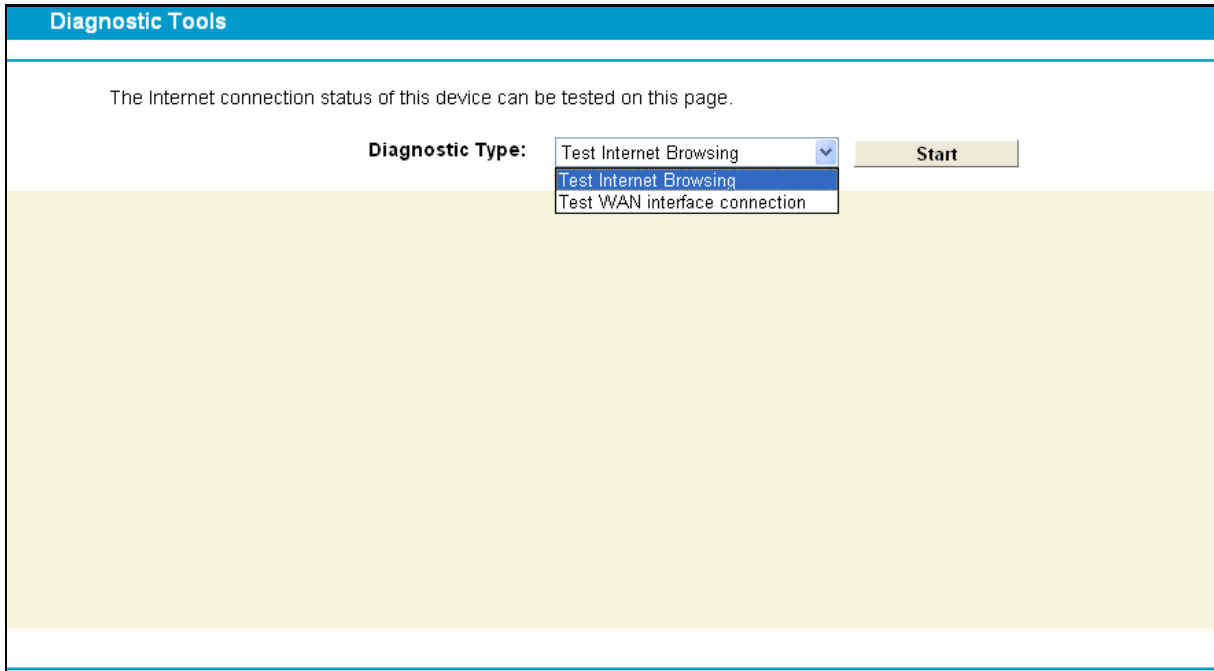 Diagnostic Tools
The Internet connection status of this device can be tested on this page.
Diagnostic Type: Test Internet Browsing Start
Test Internet Browsing
Test WAN interface connection